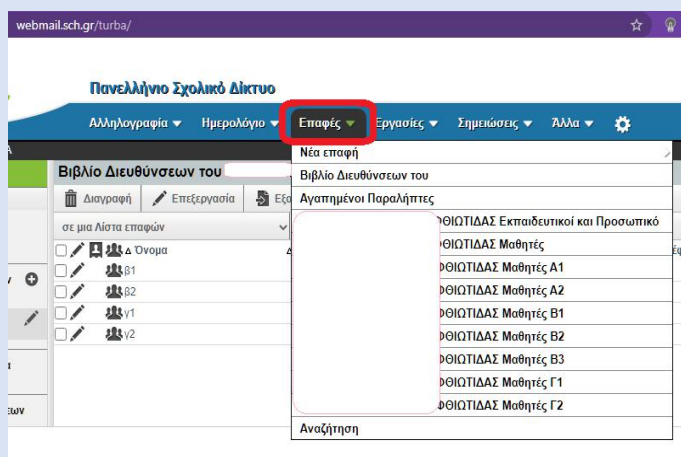 webmail.sch.gr/turba/
Πανελλήνιο Σχολικό Δίκτυο
Αλληλογραφία Ημερολόγιο Επαφές Εργασίες Σημειώσεις Άλλα
Α
Νέα επαφή
Βιβλίο Διευθύνσεων του
Βιβλίο Διευθύνσεων του
Διαγραφή Επεξεργασία Εξα
Αγαπημένοι Παραλήπτες
σε μια Λίστα επαφών
ΦΘΙΩΤΙΔΑΣ Εκπαιδευτικοί και Προσωπικό
Όνομα
ΦΘΙΩΤΙΔΑΣ Μαθητές
β1
ΦΘΙΩΤΙΔΑΣ Μαθητές Α1
β2
ΦΘΙΩΤΙΔΑΣ Μαθητές Α2
γ1
ΦΘΙΩΤΙΔΑΣ Μαθητές Β1
γ2
ΦΘΙΩΤΙΔΑΣ Μαθητές Β2
ΦΘΙΩΤΙΔΑΣ Μαθητές Β3
ΦΘΙΩΤΙΔΑΣ Μαθητές Γ1
ΦΘΙΩΤΙΔΑΣ Μαθητές Γ2
Αναζήτηση